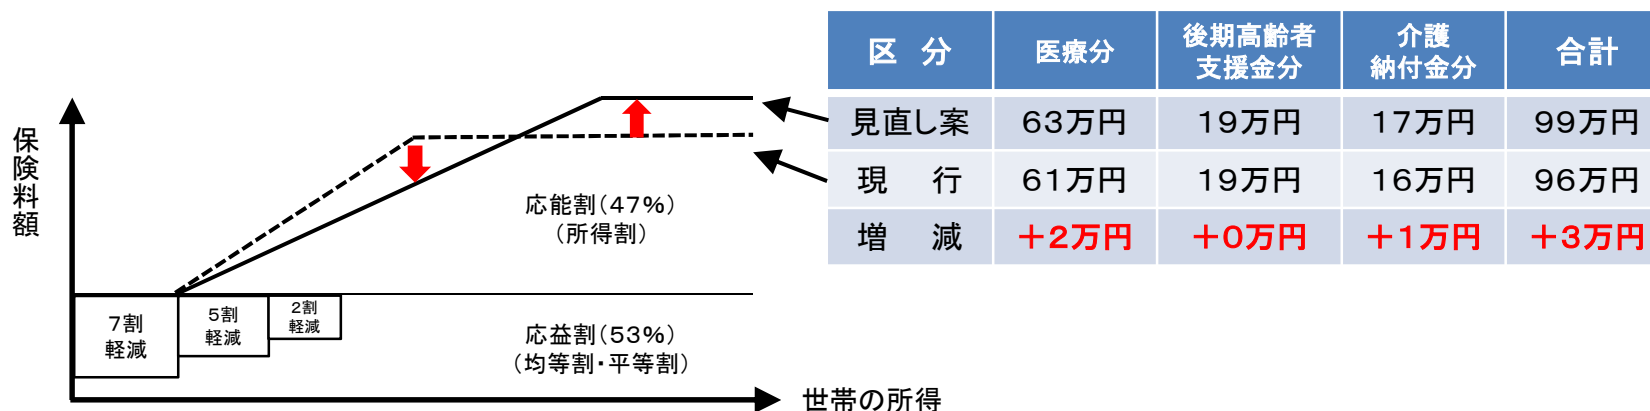 区　分 医療分 後期高齢者 支援金分 介護 納付金分 合計
見直し案 63万円 19万円 17万円 99万円
現　行 61万円 19万円 16万円 96万円
増　減 +2万円 +0万円 +1万円 +3万円
保険料額
応能割(47%)
(所得割)
7割
軽減
5割
軽減
2割
軽減
応益割(53%)
(均等割・平等割)
世帯の所得